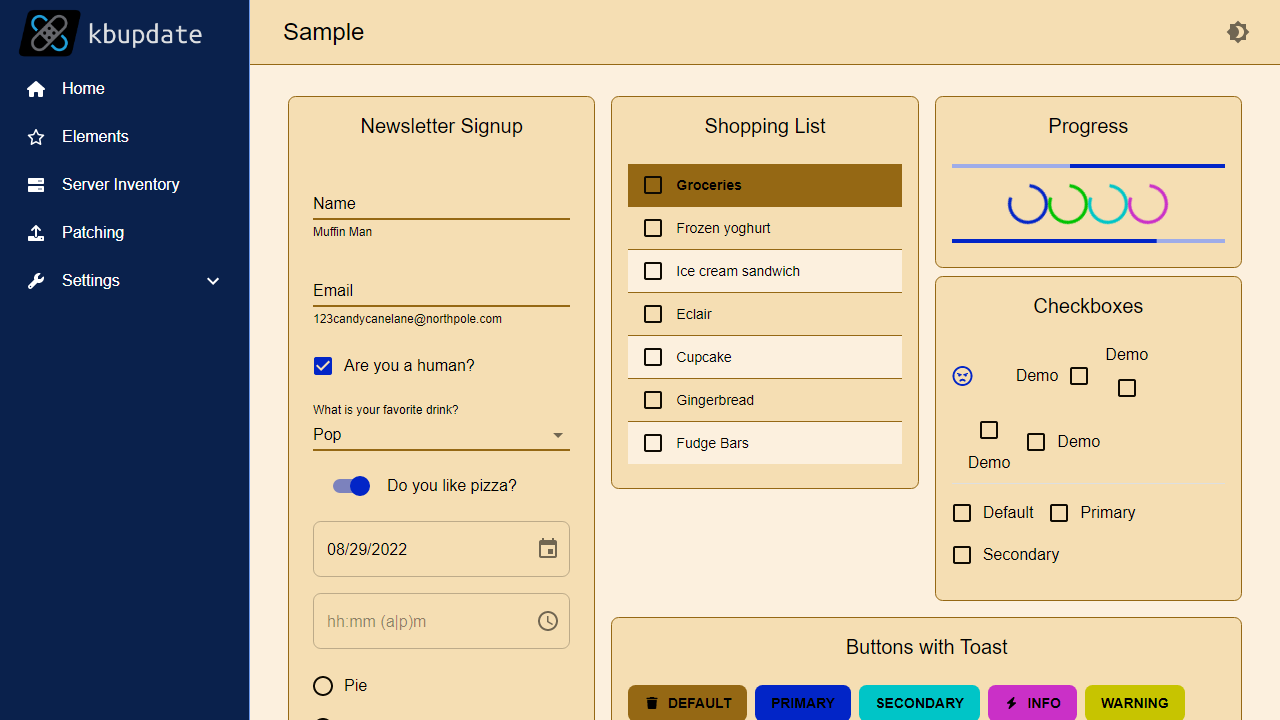 kbupdate
Home
Elements
Server Inventory
Patching
Settings
Sample
Newsletter Signup
Name
Muffin Man
Email
123candycanelane@northpole.com
Are you a human?
What is your favorite drink?
Pop
Do you like pizza?
08/29/2022
hh:mm (a|p)m
Pie
Shopping List
Groceries
Frozen yoghurt
Ice cream sandwich
Eclair
Cupcake
Gingerbread
Fudge Bars
Progress
Checkboxes
Demo
Demo
Demo
Demo
Default
Primary
Secondary
Buttons with Toast
DEFAULT
PRIMARY
SECONDARY
INFO
WARNING